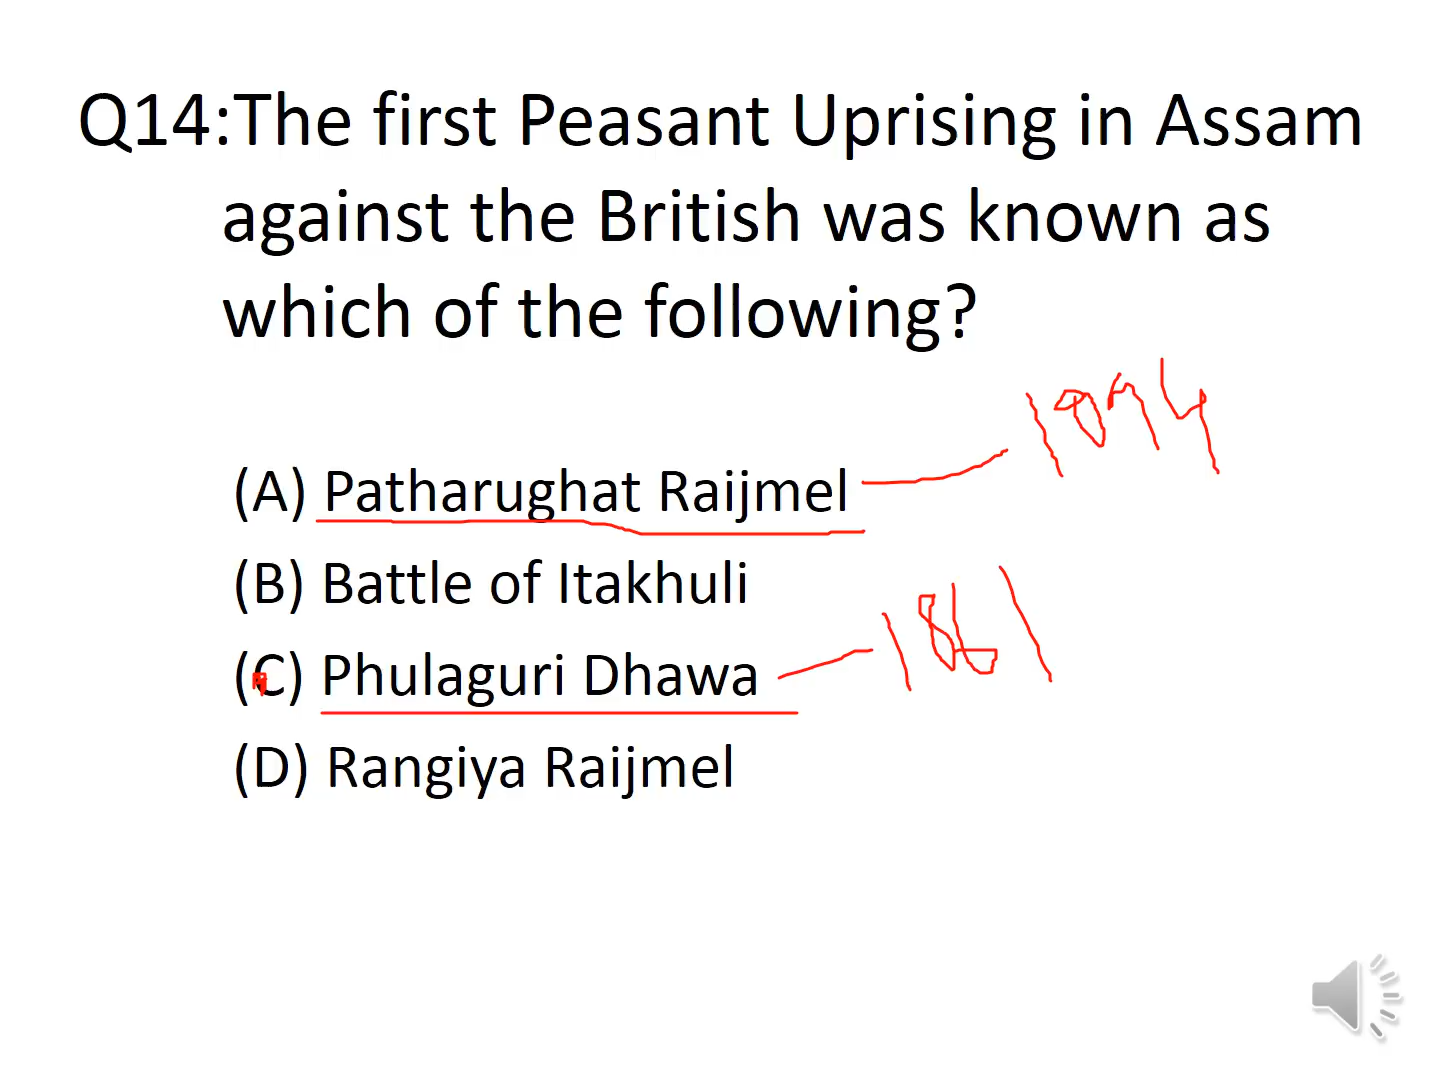 Q14:The first Peasant Uprising in Assam
against the British was known as
which of the following?
1894
(A) Patharughat Raijmel
(B) Battle of Itakhuli
1861
(C) Phulaguri Dhawa
(D) Rangiya Raijmel